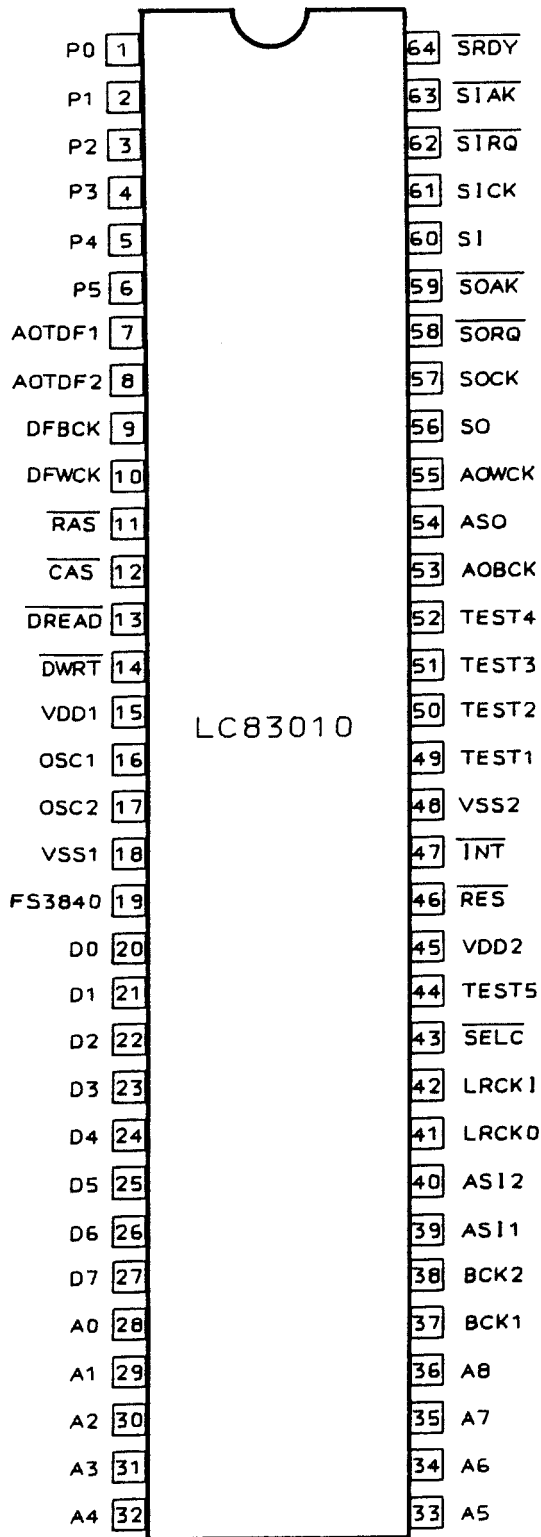 P0 1 64 SRDY
P1 2 63 SIAK
P2 3 62 SIRQ
P3 4 61 SICK
P4 5 60 SI
P5 6 59 SOAK
AOTDF1 7 58 SORQ
AOTDF2 8 57 SOCK
DFBCK 9 56 SO
DFWCK 10 55 AOWCK
RAS 11 54 ASO
CAS 12 53 AOBCK
DREAD 13 52 TEST4
DWRT 14 51 TEST3
VDD1 15 LC83010 50 TEST2
OSC1 16 49 TEST1
OSC2 17 48 VSS2
VSS1 18 47 INT
FS3840 19 46 RES
D0 20 45 VDD2
D1 21 44 TEST5
D2 22 43 SELC
D3 23 42 LRCKI
D4 24 41 LRCKO
D5 25 40 ASI2
D6 26 39 ASI1
D7 27 38 BCK2
A0 28 37 BCK1
A1 29 36 A8
A2 30 35 A7
A3 31 34 A6
A4 32 33 A5